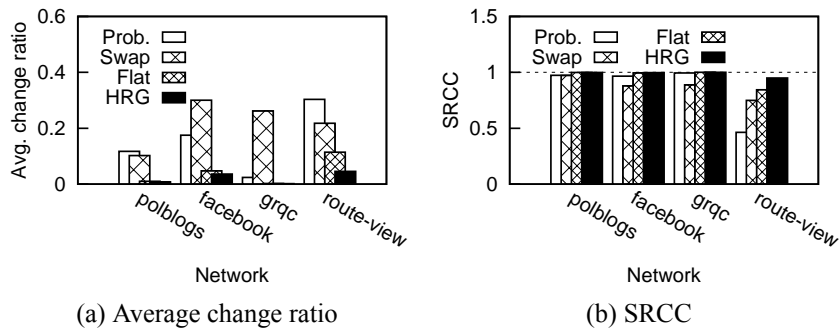 0.6
0.4
0.2
0
Avg. change ratio
Prob.
Swap
Flat
HRG
polblogs
facebook
grqc
route-view
Network
(a) Average change ratio
1.5
1
0.5
0
SRCC
Prob.
Swap
Flat
HRG
polblogs
facebook
grqc
route-view
Network
(b) SRCC